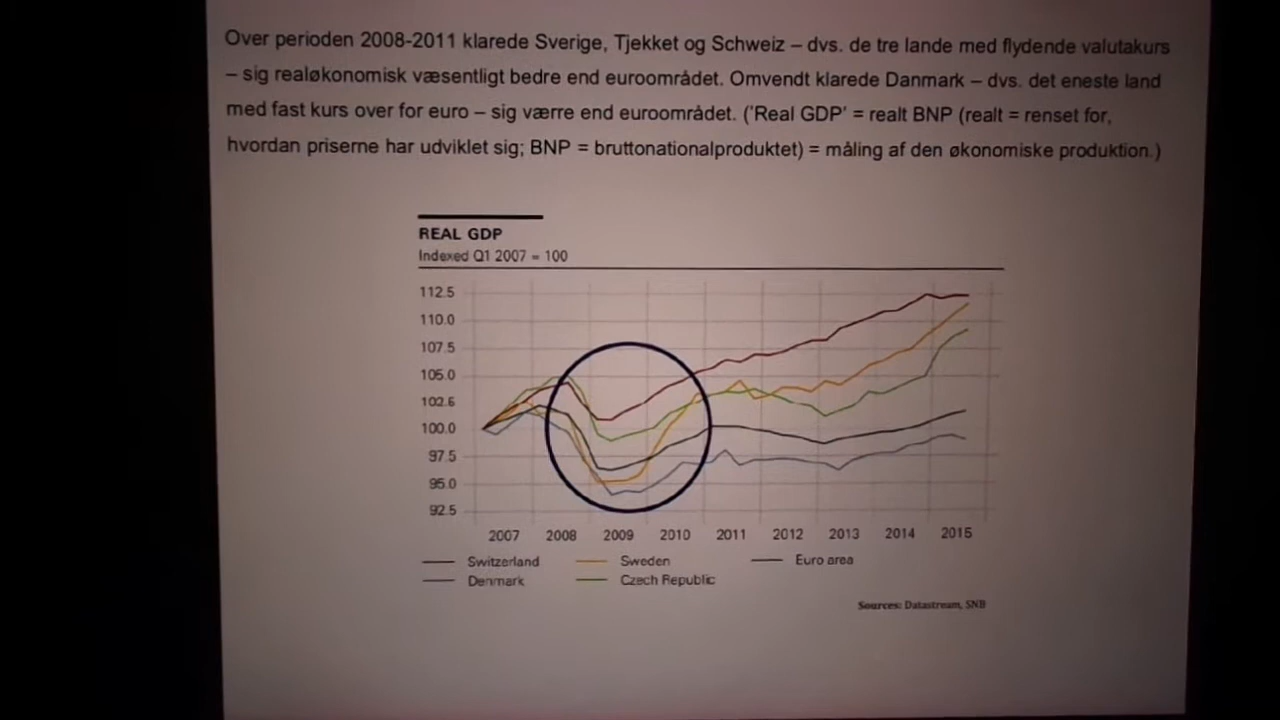 Over perioden 2008-2011 klarede Sverige, Tjekket og Schweiz – dvs. de tre lande med flydende valutakurs
– sig realøkonomisk væsentligt bedre end euroområdet. Omvendt klarede Danmark – dvs. det eneste land
med fast kurs over for euro – sig værre end euroområdet. ('Real GDP' = realt BNP (realt = renset for,
hvordan priserne har udviklet sig; BNP = bruttonationalproduktet) = måling af den økonomiske produktion.)
REAL GDP
Indexed Q1 2007 = 100
112.5
110.0
107.5
105.0
102.6
100.0
97.5
95.0
92.5
2007 2008 2009 2010 2011 2012 2013 2014 2015
Switzerland Sweden Euro area
Denmark Czech Republic
Sources: Datastream, SNB